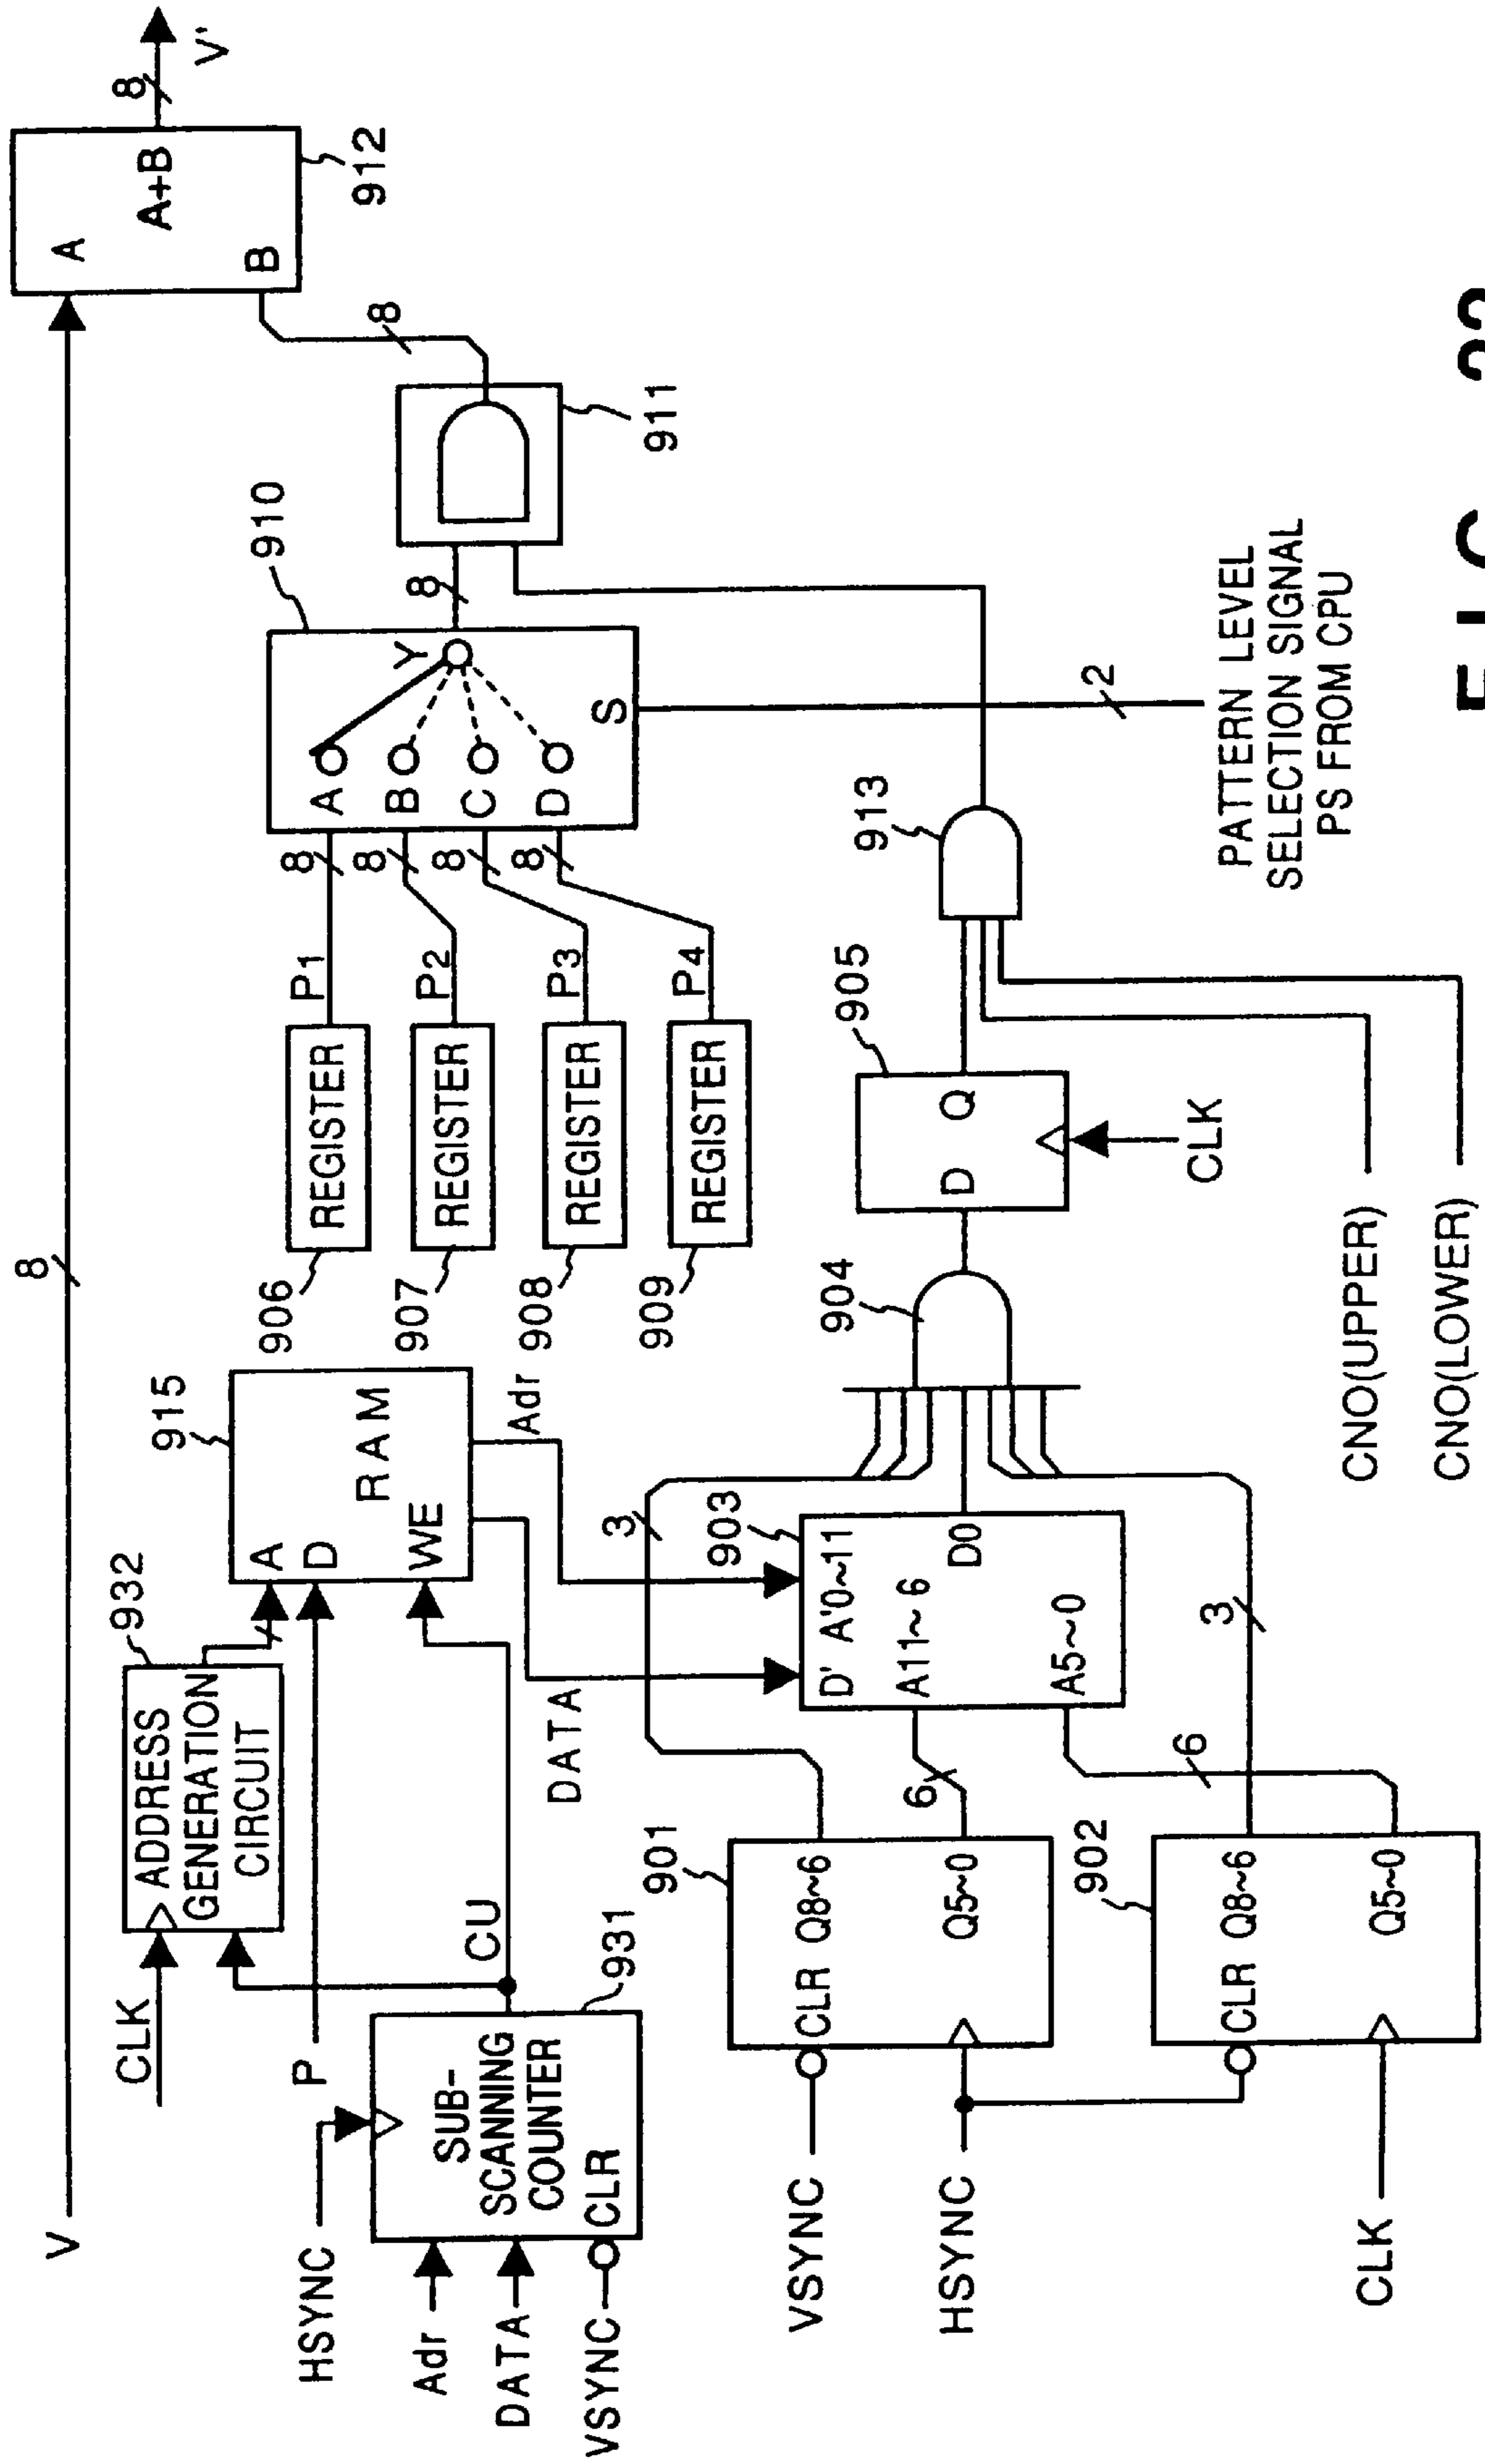 V
8
A
A+B
B
8
V'
912
CLK
932
ADDRESS
GENERATION
CIRCUIT
P
915
A
D
RAM
WE
Adr
DATA
HSYNC
Adr
DATA
VSYNC
SUB-
SCANNING
COUNTER
CLR
931
CU
906
REGISTER
P1
8
907
REGISTER
P2
8
908
REGISTER
P3
8
909
REGISTER
P4
8
910
A
B
C
D
Y
S
8
911
8
2
PATTERN LEVEL
SELECTION SIGNAL
PS FROM CPU
VSYNC
HSYNC
901
CLR Q8~6
Q5~0
3
6
903
D' A'0~11
A11~6
D0
A5~0
904
905
D Q
CLK
913
902
CLR Q8~6
Q5~0
CLK
3
6
CNO(UPPER)
CNO(LOWER)